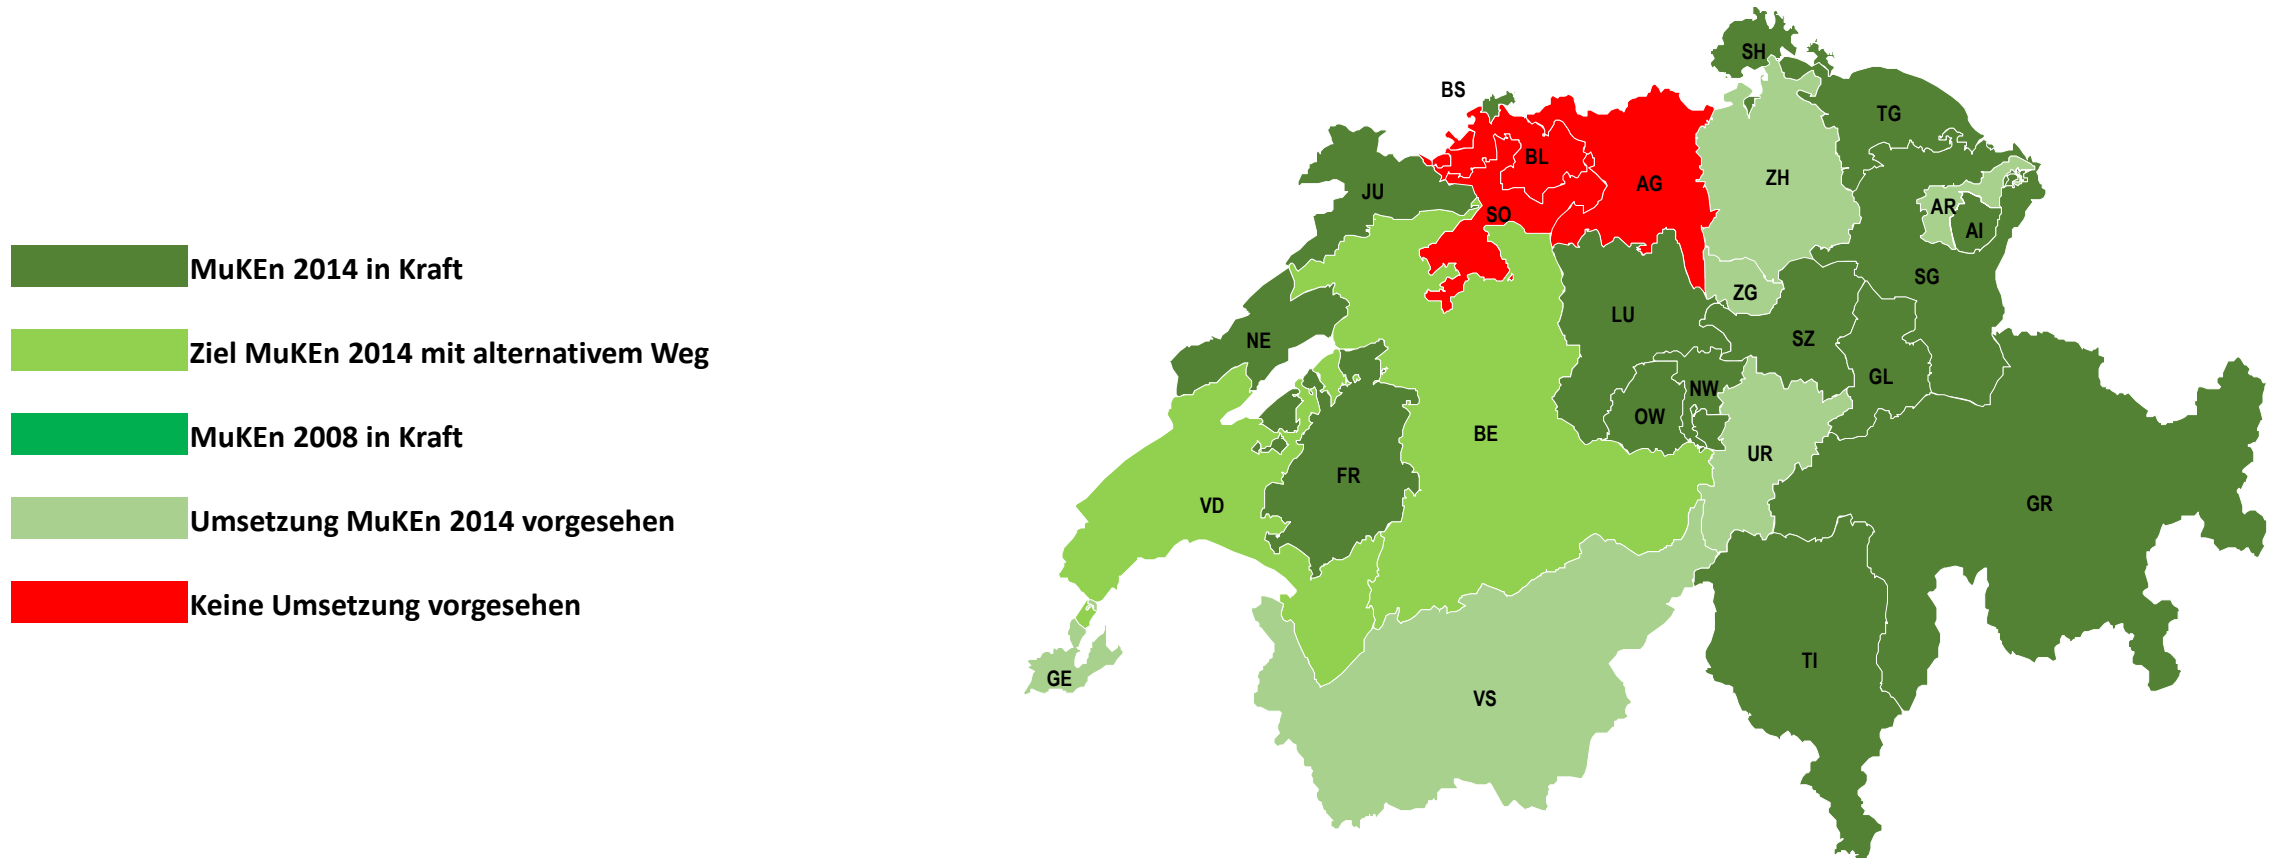 MuKEn 2014 in Kraft
Ziel MuKEn 2014 mit alternativem Weg
MuKEn 2008 in Kraft
Umsetzung MuKEn 2014 vorgesehen
Keine Umsetzung vorgesehen
SH
BS
TG
BL
ZH
AG
JU
AR
SO
AI
SG
ZG
LU
NE
SZ
GL
NW
OW
BE
UR
FR
VD
GR
TI
GE
VS